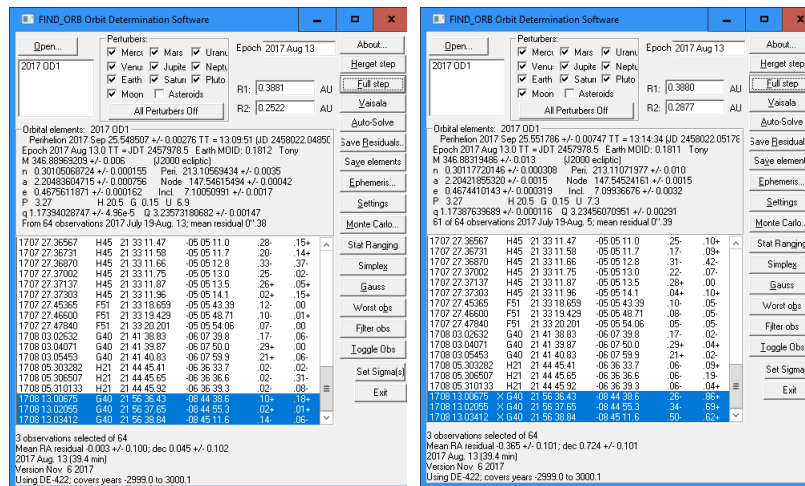 FIND_ORB Orbit Determination Software
Open...
2017 OD1
Perturbers:
Mercu Mars Uranu
Venu: Jupite Neptu
Earth Saturn Pluto
Moon Asteroids
All Perturbers Off
Epoch 2017 Aug 13
R1: 0.3881 AU
R2: 0.2522 AU
About...
Herget step
Full step
Vaisala
Auto-Solve
Save Residuals..
Save elements
Ephemeris...
Settings
Monte Carlo..
Stat Ranging
Simplex
Gauss
Worst obs
Filter obs
Toggle Obs
Set Sigma(s)
Exit
Orbital elements: 2017 OD1
Perihelion 2017 Sep 25.548507 +/- 0.00276 TT = 13:09:51 (JD 2458022.0485(
Epoch 2017 Aug 13.0 TT = JDT 2457978.5 Earth MOID: 0.1812 Tony
M 346.88969209 +/- 0.006 (J2000 ecliptic)
n 0.30105068724 +/- 0.000155 Peri. 213.10569434 +/- 0.0035
a 2.20483604715 +/- 0.000756 Node 147.54615494 +/- 0.00042
e 0.4675611871 +/- 0.000162 Incl. 7.10050991 +/- 0.0017
P 3.27 H 20.5 G 0.15 U 6.9
q 1.17394028747 +/- 4.96e-5 Q 3.23573180682 +/- 0.00147
From 64 observations 2017 July 19-Aug. 13; mean residual 0".38
1707 27.36567 H45 21 33 11.47 -05 05 11.0 .28- .15+
1707 27.36731 H45 21 33 11.58 -05 05 11.7 .20- .14+
1707 27.36870 H45 21 33 11.66 -05 05 12.8 .33- .37-
1707 27.37002 H45 21 33 11.75 -05 05 13.0 .25- .02-
1707 27.37137 H45 21 33 11.87 -05 05 13.5 .26+ .05+
1707 27.37303 H45 21 33 11.96 -05 05 14.1 .02+ .15+
1707 27.45365 F51 21 33 18.659 -05 05 43.39 .12- .00
1707 27.46600 F51 21 33 19.429 -05 05 48.71 .10- .01+
1707 27.47840 F51 21 33 20.201 -05 05 54.06 .07- .00
1708 03.02632 G40 21 41 38.83 -06 07 39.8 .17- .06-
1708 03.04071 G40 21 41 39.87 -06 07 50.0 .29+ .00
1708 03.05453 G40 21 41 40.83 -06 07 59.9 .21+ .06-
1708 05.303282 H21 21 44 45.41 -06 36 33.7 .02- .02-
1708 05.306507 H21 21 44 45.65 -06 36 36.6 .02- .31-
1708 05.310133 H21 21 44 45.92 -06 36 39.3 .02- .08-
1708 13.00675 G40 21 56 36.43 -08 44 38.6 .10+ .18+
1708 13.02055 G40 21 56 37.65 -08 44 55.3 .02+ .01+
1708 13.03412 G40 21 56 38.84 -08 45 11.6 .14- .06-
3 observations selected of 64
Mean RA residual -0.003 +/- 0.100; dec 0.045 +/- 0.102
2017 Aug. 13 (39.4 min)
Version Nov 6 2017
Using DE-422; covers years -2999.0 to 3000.1
FIND_ORB Orbit Determination Software
Open...
2017 OD1
Perturbers:
Mercu Mars Uranu
Venu: Jupite Neptu
Earth Saturn Pluto
Moon Asteroids
All Perturbers Off
Epoch 2017 Aug 13
R1: 0.3880 AU
R2: 0.2877 AU
About...
Herget step
Full step
Vaisala
Auto-Solve
Save Residuals
Save element
Ephemeris...
Settings
Monte Carlo..
Stat Ranging
Simplex
Gauss
Worst obs
Filter obs
Toggle Obs
Set Sigma
Exit
Orbital elements: 2017 OD1
Perihelion 2017 Sep 25.551786 +/- 0.00747 TT = 13:14:34 (JD 2458022.05178
Epoch 2017 Aug 13.0 TT = JDT 2457978.5 Earth MOID: 0.1811 Tony
M 346.88319486 +/- 0.013 (J2000 ecliptic)
n 0.30117720146 +/- 0.000308 Peri. 213.11071977 +/- 0.010
a 2.20421855320 +/- 0.0015 Node 147.54524161 +/- 0.0015
e 0.4674410143 +/- 0.000319 Incl. 7.09936676 +/- 0.0032
P 3.27 H 20.5 G 0.15 U 7.3
q 1.17387639689 +/- 0.000116 Q 3.23456070951 +/- 0.00291
61 of 64 observations 2017 July 19-Aug. 5; mean residual 0".39
1707 27.36567 H45 21 33 11.47 -05 05 11.0 .25- .10+
1707 27.36731 H45 21 33 11.58 -05 05 11.7 .17- .09+
1707 27.36870 H45 21 33 11.66 -05 05 12.8 .31- .42-
1707 27.37002 H45 21 33 11.75 -05 05 13.0 .22- .07-
1707 27.37137 H45 21 33 11.87 -05 05 13.5 .28+ .00
1707 27.37303 H45 21 33 11.96 -05 05 14.1 .04+ .10+
1707 27.45365 F51 21 33 18.659 -05 05 43.39 .10- .05-
1707 27.46600 F51 21 33 19.429 -05 05 48.71 .08- .05-
1707 27.47840 F51 21 33 20.201 -05 05 54.06 .05- .05-
1708 03.02632 G40 21 41 38.83 -06 07 39.8 .17- .02-
1708 03.04071 G40 21 41 39.87 -06 07 50.0 .29+ .04+
1708 03.05453 G40 21 41 40.83 -06 07 59.9 .21+ .02-
1708 05.303282 H21 21 44 45.41 -06 36 33.7 .06- .09+
1708 05.306507 H21 21 44 45.65 -06 36 36.6 .06- .19-
1708 05.310133 H21 21 44 45.92 -06 36 39.3 .06- .04+
1708 13.00675 X G40 21 56 36.43 -08 44 38.6 .26- .86+
1708 13.02055 X G40 21 56 37.65 -08 44 55.3 .34- .69+
1708 13.03412 X G40 21 56 38.84 -08 45 11.6 .50- .62+
3 observations selected of 64
Mean RA residual -0.365 +/- 0.101; dec 0.724 +/- 0.101
2017 Aug. 13 (39.4 min)
Version Nov 6 2017
Using DE-422; covers years -2999.0 to 3000.1